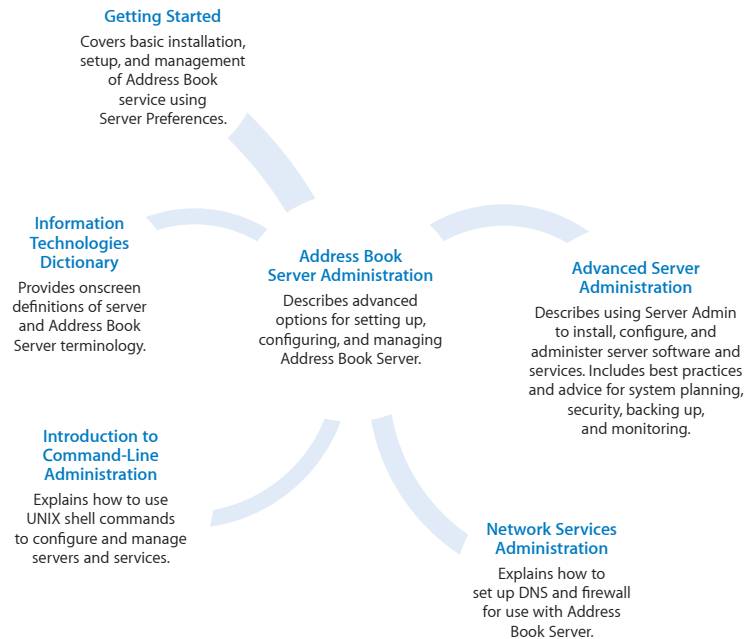 Getting Started
Covers basic installation,
setup, and management
of Address Book
service using
Server Preferences.
Information
Technologies
Dictionary
Provides onscreen
definitions of server
and Address Book
Server terminology.
Address Book
Server Administration
Describes advanced
options for setting up,
configuring, and managing
Address Book Server.
Advanced Server
Administration
Describes using Server Admin
to install, configure, and
administer server software and
services. Includes best practices
and advice for system planning,
security, backing up,
and monitoring.
Introduction to
Command-Line
Administration
Explains how to use
UNIX shell commands
to configure and manage
servers and services.
Network Services
Administration
Explains how to
set up DNS and firewall
for use with Address
Book Server.